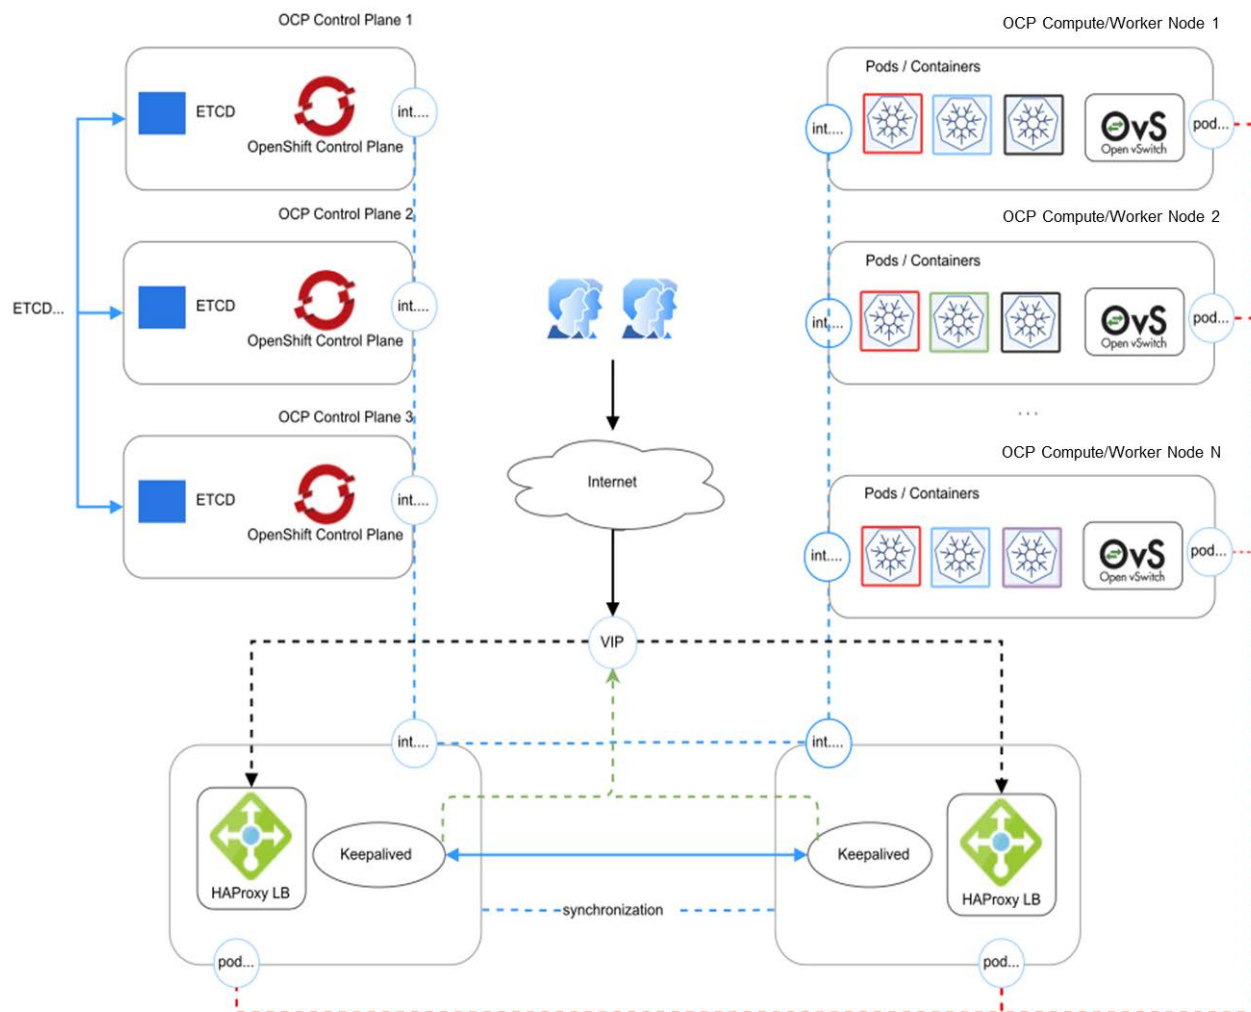 OCP Control Plane 1
ETCD
OpenShift Control Plane
int....
OCP Control Plane 2
ETCD
OpenShift Control Plane
int....
ETCD...
OCP Control Plane 3
ETCD
OpenShift Control Plane
int....
Internet
VIP
OCP Compute/Worker Node 1
Pods / Containers
int....
OvS
Open vSwitch
pod...
OCP Compute/Worker Node 2
Pods / Containers
int....
OvS
Open vSwitch
pod...
...
OCP Compute/Worker Node N
Pods / Containers
int....
OvS
Open vSwitch
pod...
int....
HAProxy LB
Keepalived
pod...
synchronization
int....
Keepalived
HAProxy LB
pod...